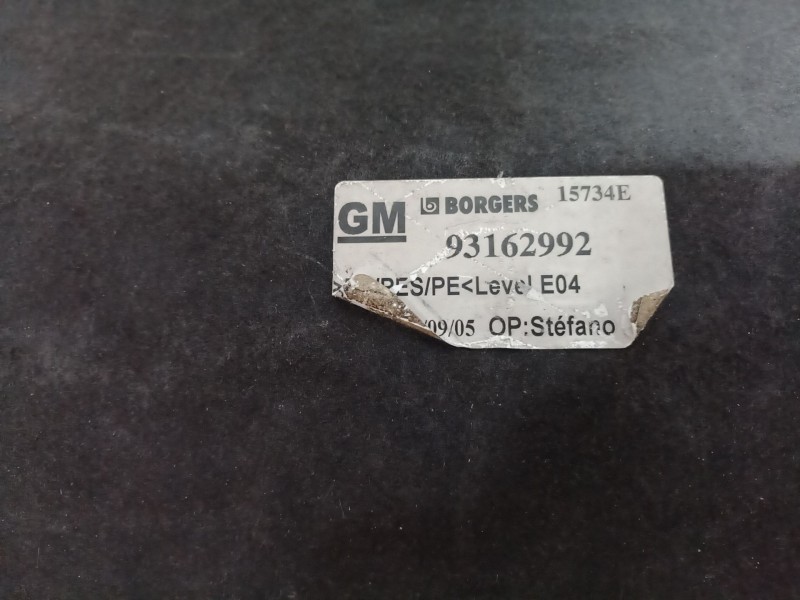 GM BORGERS 15734E
93162992
/PES/PE<Level E04
/09/05 OP:Stéfano